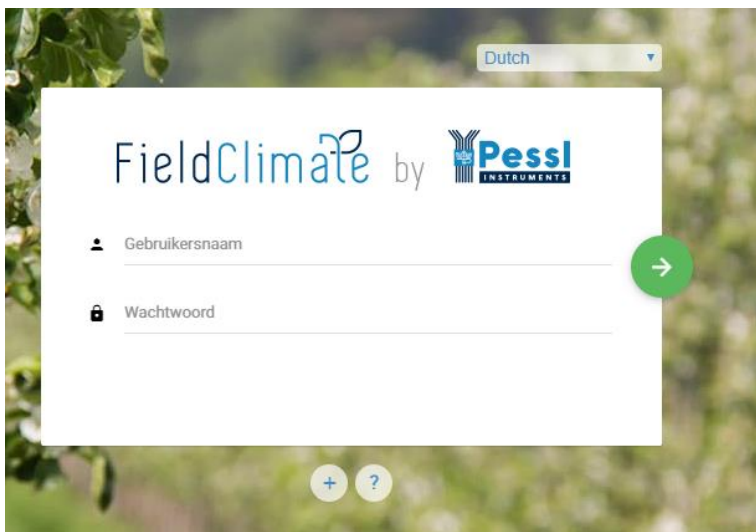 Dutch
FieldClimate by Pessl
INSTRUMENTS
Gebruikersnaam
Wachtwoord
+ ?